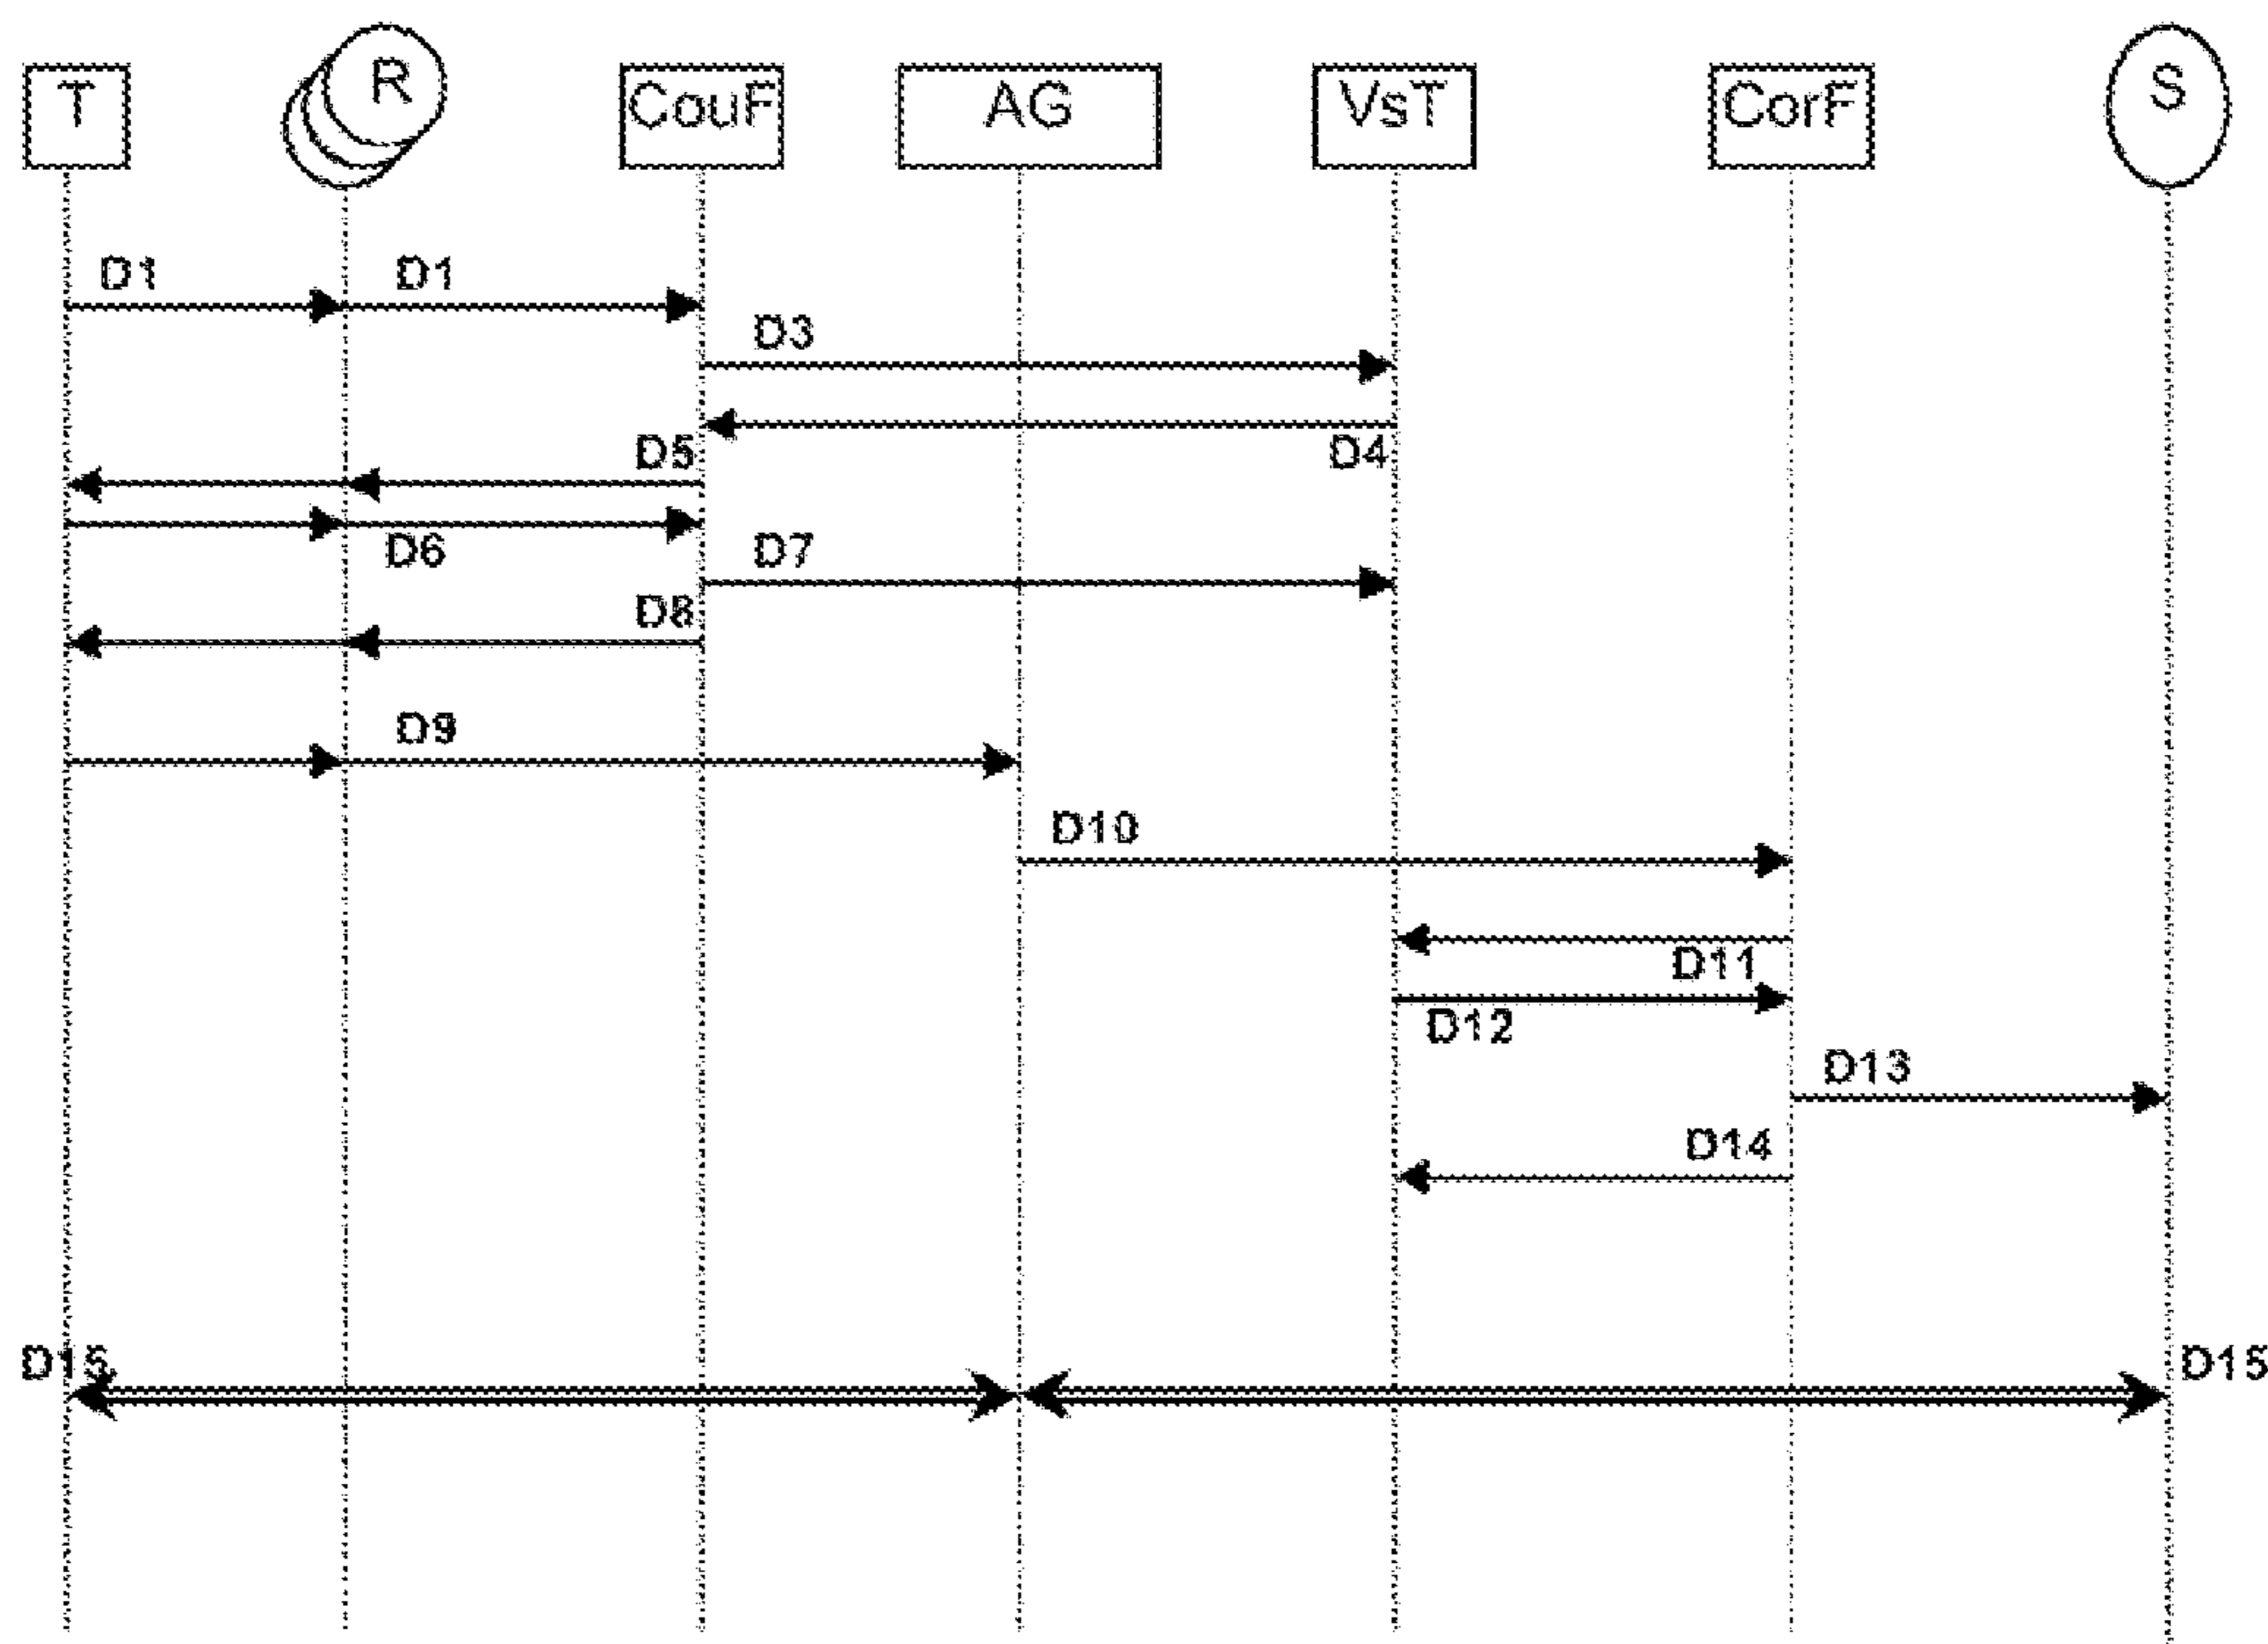 T R CouF AG VsT CorF S
D1 D1
D3
D5 D4
D6 D7
D8
D9
D10
D11
D12
D13
D14
D15 D15